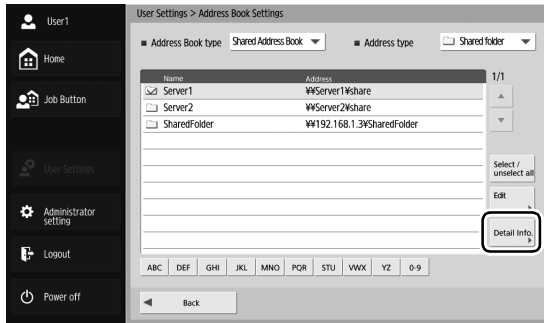 User1
Home
Job Button
User Settings
Administrator
setting
Logout
Power off
User Settings > Address Book Settings
Address Book type Shared Address Book Address type Shared folder
Name Address
Server1 ¥¥Server1¥share
Server2 ¥¥Server2¥share
SharedFolder ¥¥192.168.1.3¥SharedFolder
1/1
Select /
unselect all
Edit
Detail Info.
ABC DEF GHI JKL MNO PQR STU VWX YZ 0-9
Back